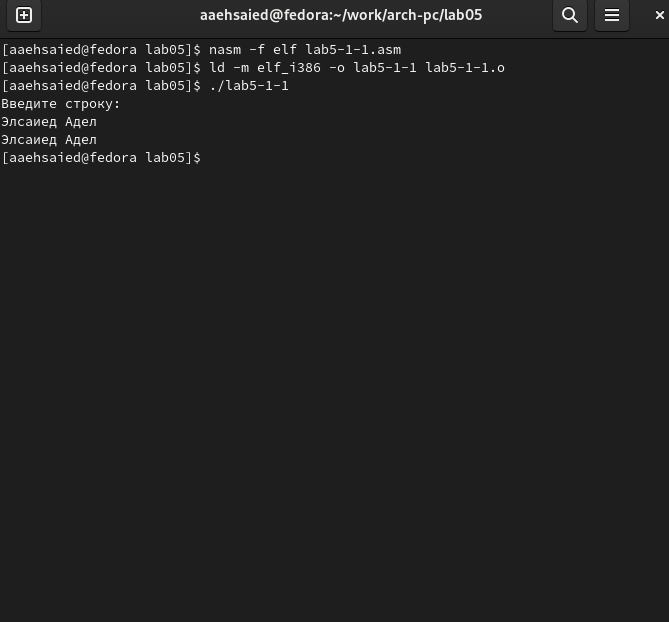 aaehsaied@fedora:~/work/arch-pc/lab05
[aaehsaied@fedora lab05]$ nasm -f elf lab5-1-1.asm
[aaehsaied@fedora lab05]$ ld -m elf_i386 -o lab5-1-1 lab5-1-1.o
[aaehsaied@fedora lab05]$ ./lab5-1-1
Введите строку:
Элсаиед Адел
Элсаиед Адел
[aaehsaied@fedora lab05]$